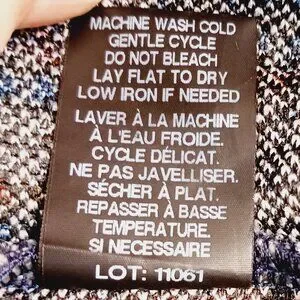 MACHINE WASH COLD
GENTLE CYCLE
DO NOT BLEACH
LAY FLAT TO DRY
LOW IRON IF NEEDED
LAVER À LA MACHINE
À L'EAU FROIDE.
CYCLE DÉLICAT.
NE PAS JAVELLISER.
SÉCHER À PLAT.
REPASSER À BASSE
TEMPERATURE.
SI NECESSAIRE
LOT: 11061